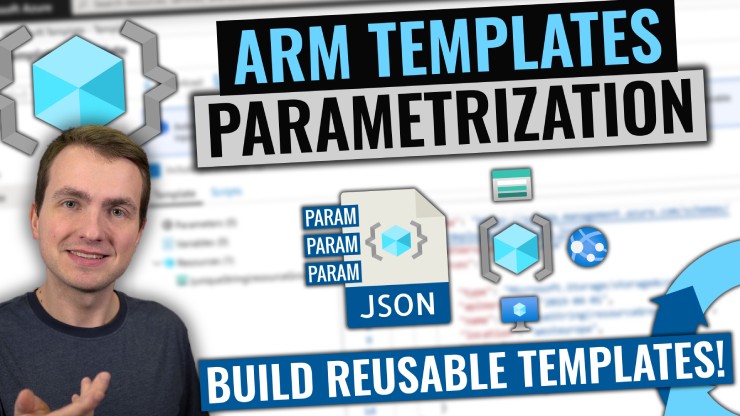 ARM TEMPLATES
PARAMETRIZATION
PARAM
PARAM
PARAM
JSON
BUILD REUSABLE TEMPLATES!